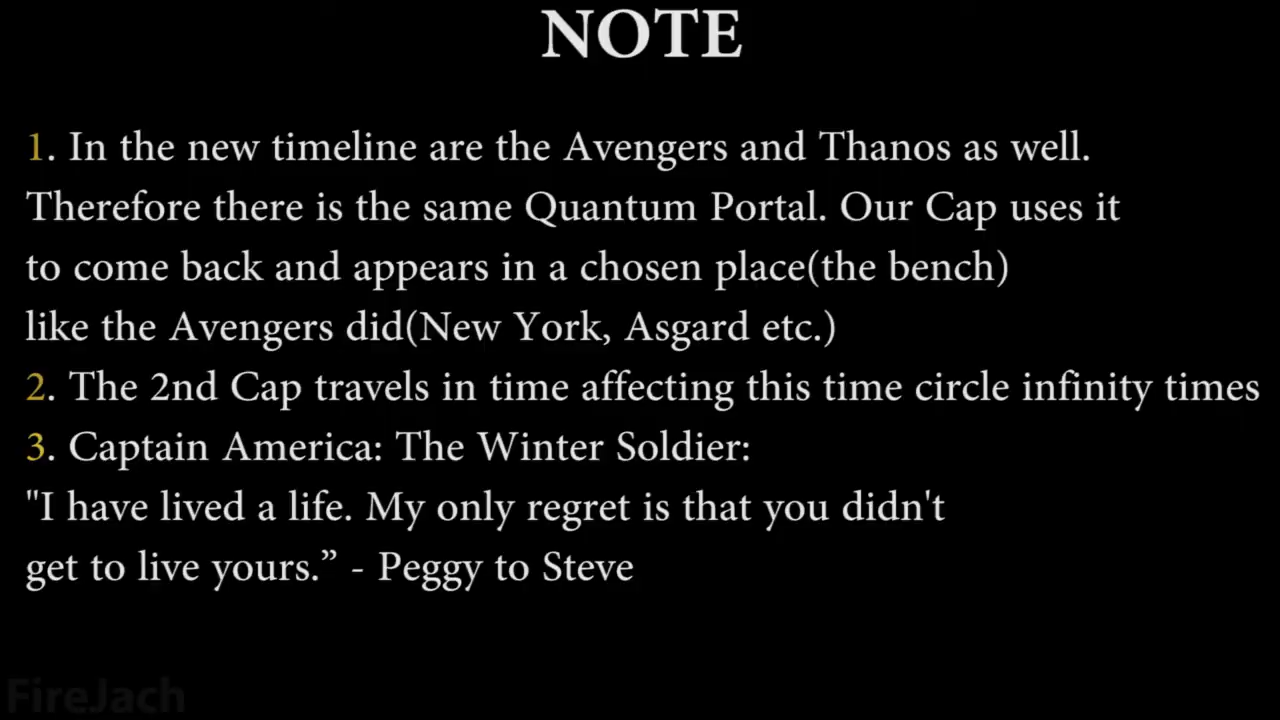 NOTE
1. In the new timeline are the Avengers and Thanos as well.
Therefore there is the same Quantum Portal. Our Cap uses it
to come back and appears in a chosen place(the bench)
like the Avengers did(New York, Asgard etc.)
2. The 2nd Cap travels in time affecting this time circle infinity times
3. Captain America: The Winter Soldier:
"I have lived a life. My only regret is that you didn't
get to live yours.” - Peggy to Steve
FireJach